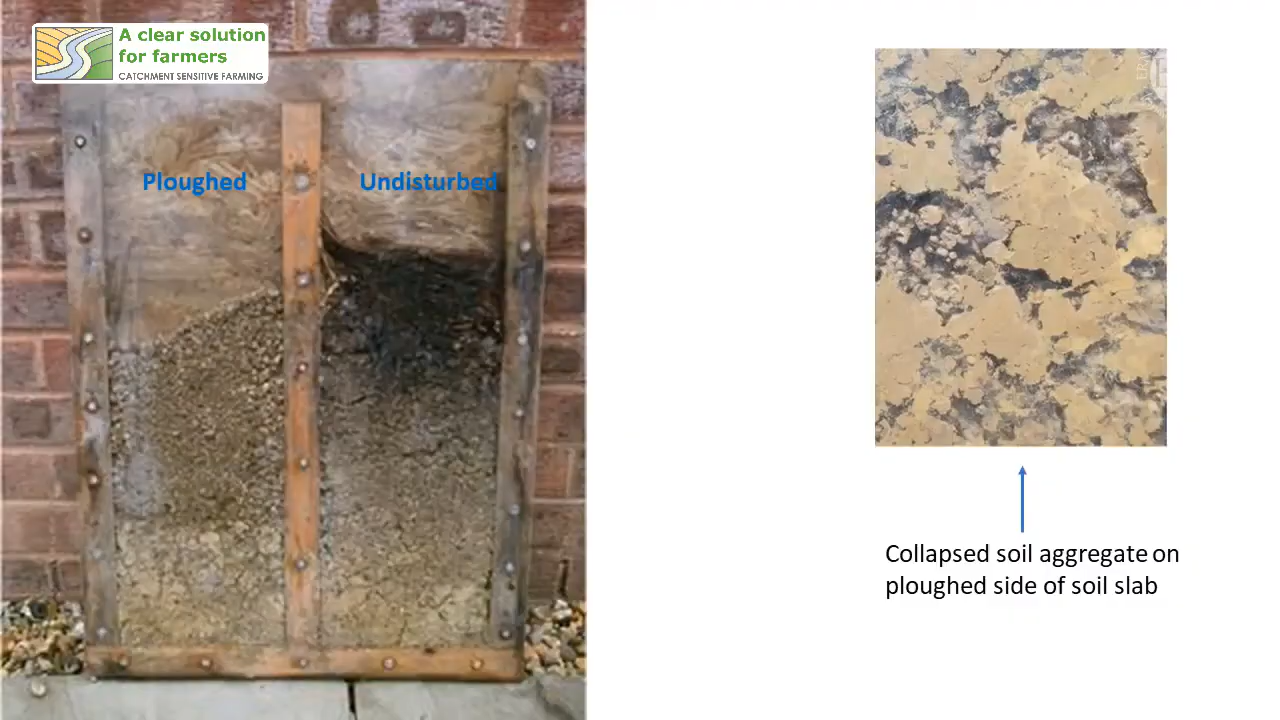 A clear solution
for farmers
CATCHMENT SENSITIVE FARMING
Ploughed
Undisturbed
Collapsed soil aggregate on
ploughed side of soil slab